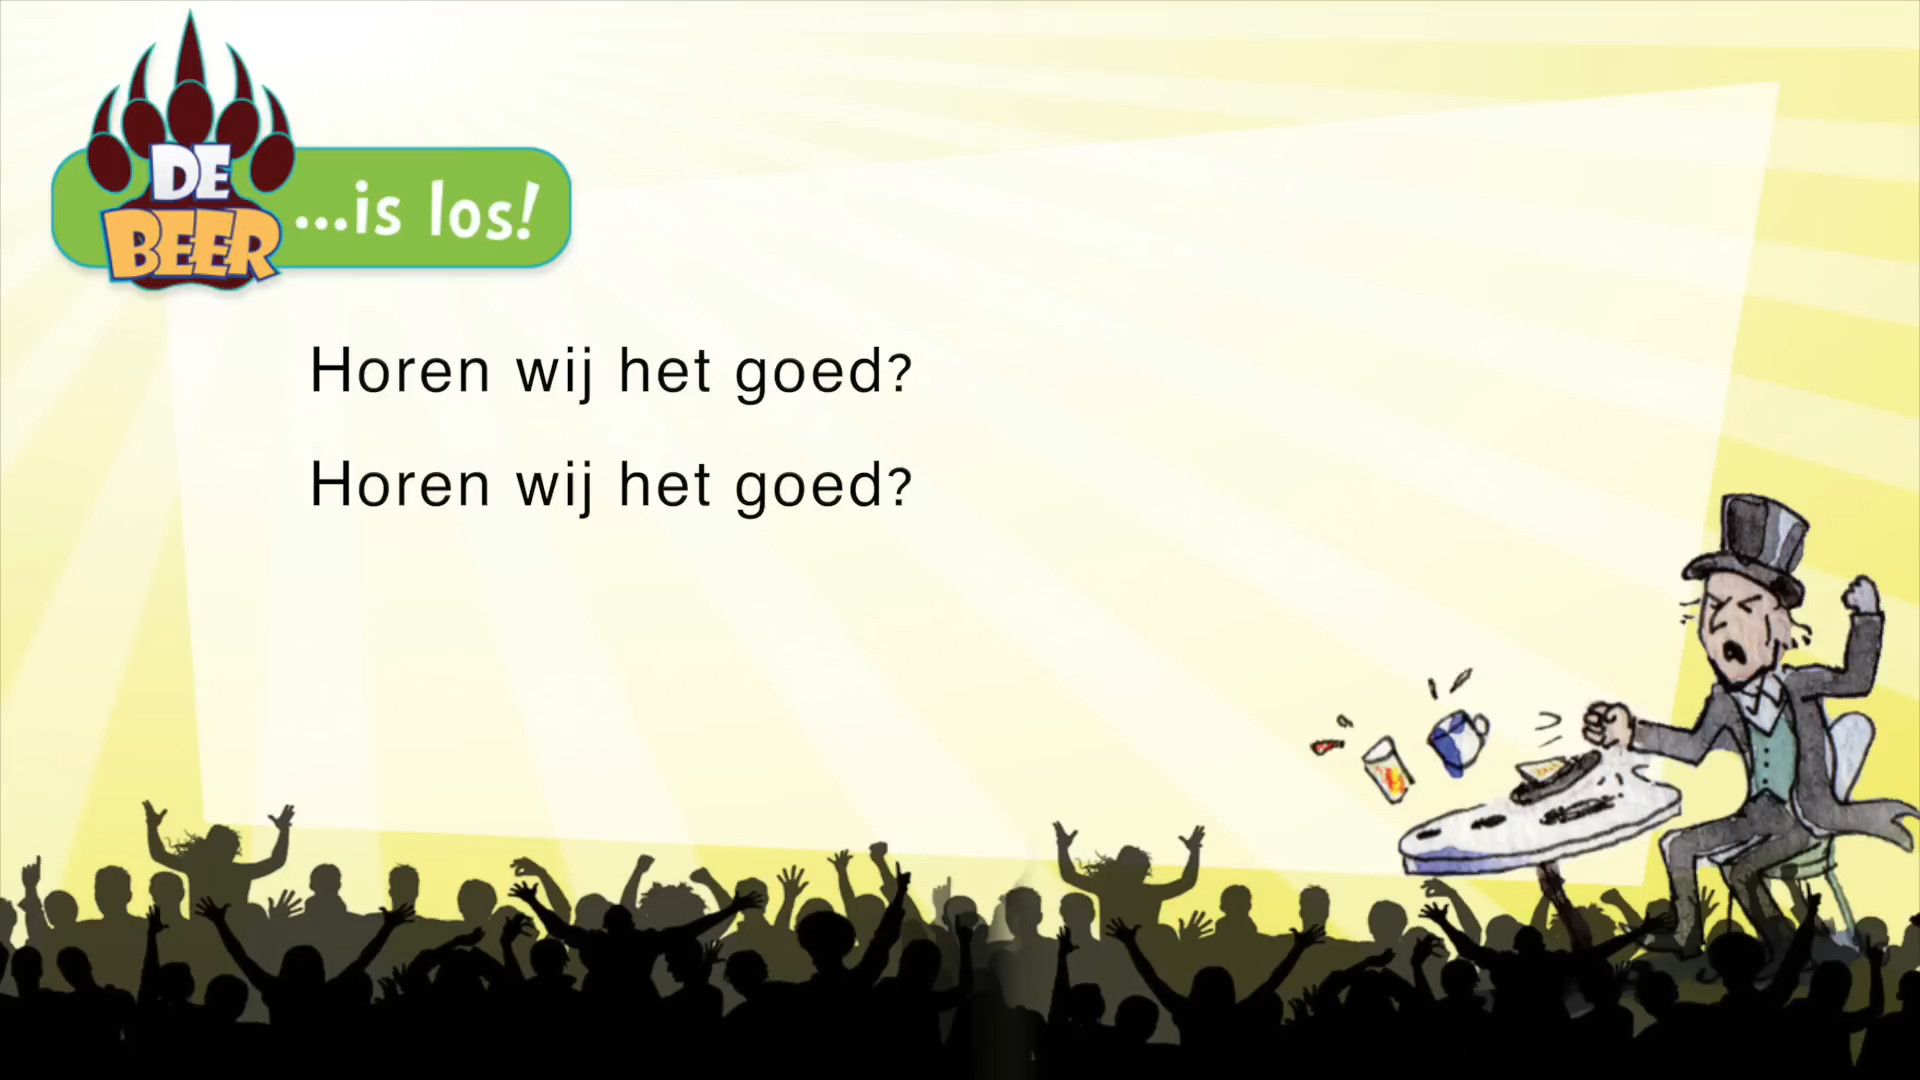 DE
BEER
...is los!
Horen wij het goed?
Horen wij het goed?